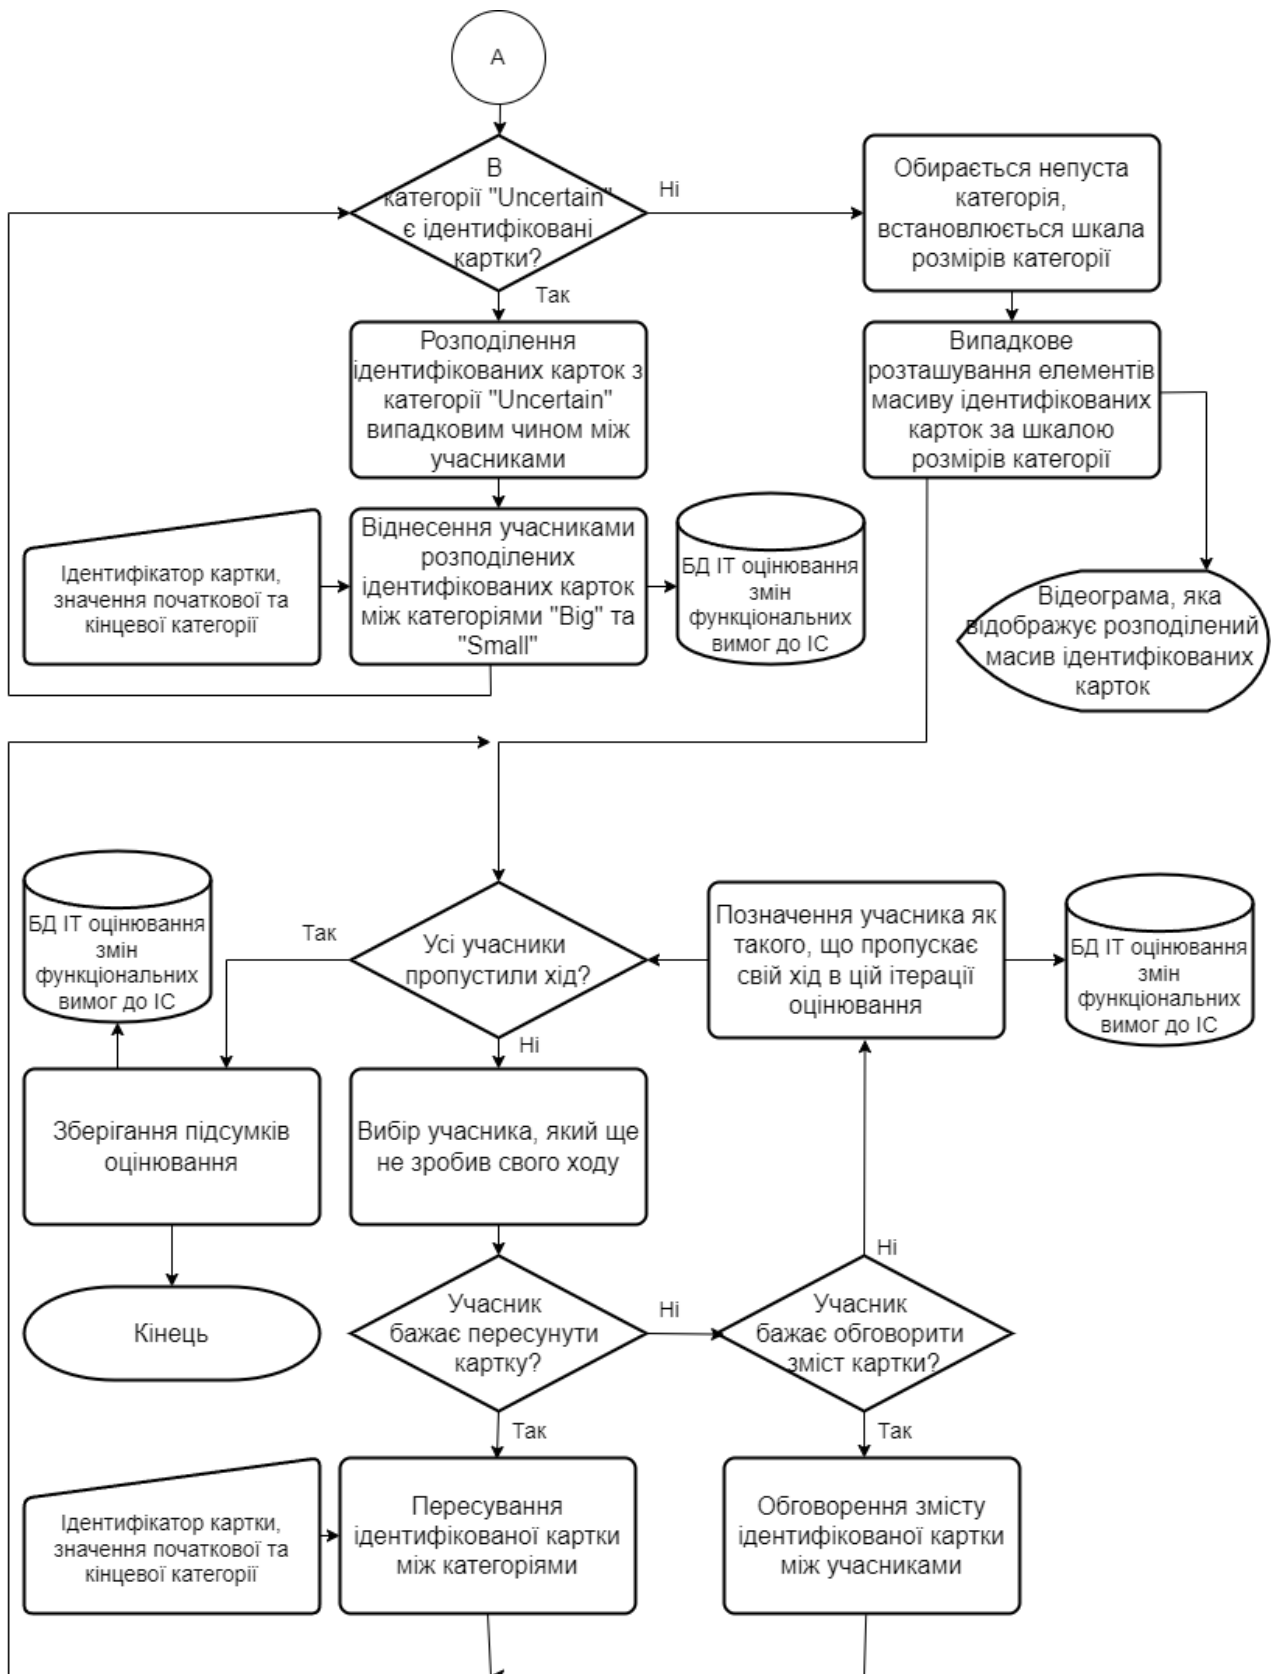 А
В
категорії "Uncertain"
є ідентифіковані
картки?
Ні
Обирається непуста
категорія,
встановлюється шкала
розмірів категорії
Так
Розподілення
ідентифікованих карток з
категорії "Uncertain"
випадковим чином між
учасниками
Випадкове
розташування елементів
масиву ідентифікованих
карток за шкалою
розмірів категорії
Ідентифікатор картки,
значення початкової та
кінцевої категорії
Віднесення учасниками
розподілених
ідентифікованих карток
між категоріями "Big" та
"Small"
БД ІТ оцінювання
змін
функціональних
вимог до ІС
Відеограма, яка
відображує розподілений
масив ідентифікованих
карток
БД ІТ оцінювання
змін
функціональних
вимог до ІС
Так
Усі учасники
пропустили хід?
Позначення учасника як
такого, що пропускає
свій хід в цій ітерації
оцінювання
БД ІТ оцінювання
змін
функціональних
вимог до ІС
Ні
Зберігання підсумків
оцінювання
Вибір учасника, який ще
не зробив свого ходу
Ні
Кінець
Учасник
бажає пересунути
картку?
Ні
Учасник
бажає обговорити
зміст картки?
Так
Так
Ідентифікатор картки,
значення початкової та
кінцевої категорії
Пересування
ідентифікованої картки
між категоріями
Обговорення змісту
ідентифікованої картки
між учасниками